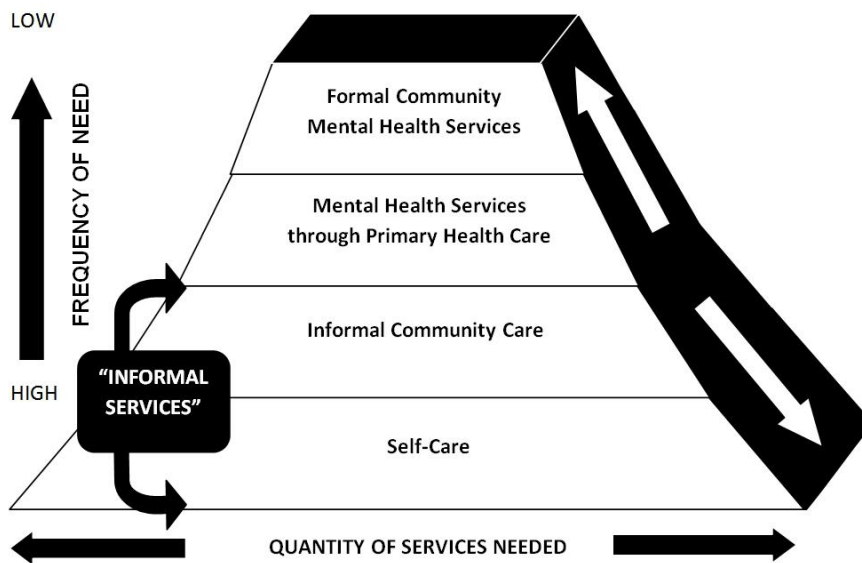 LOW
Formal Community
Mental Health Services
FREQUENCY OF NEED
Mental Health Services
through Primary Health Care
Informal Community Care
HIGH
“INFORMAL
SERVICES”
Self-Care
QUANTITY OF SERVICES NEEDED